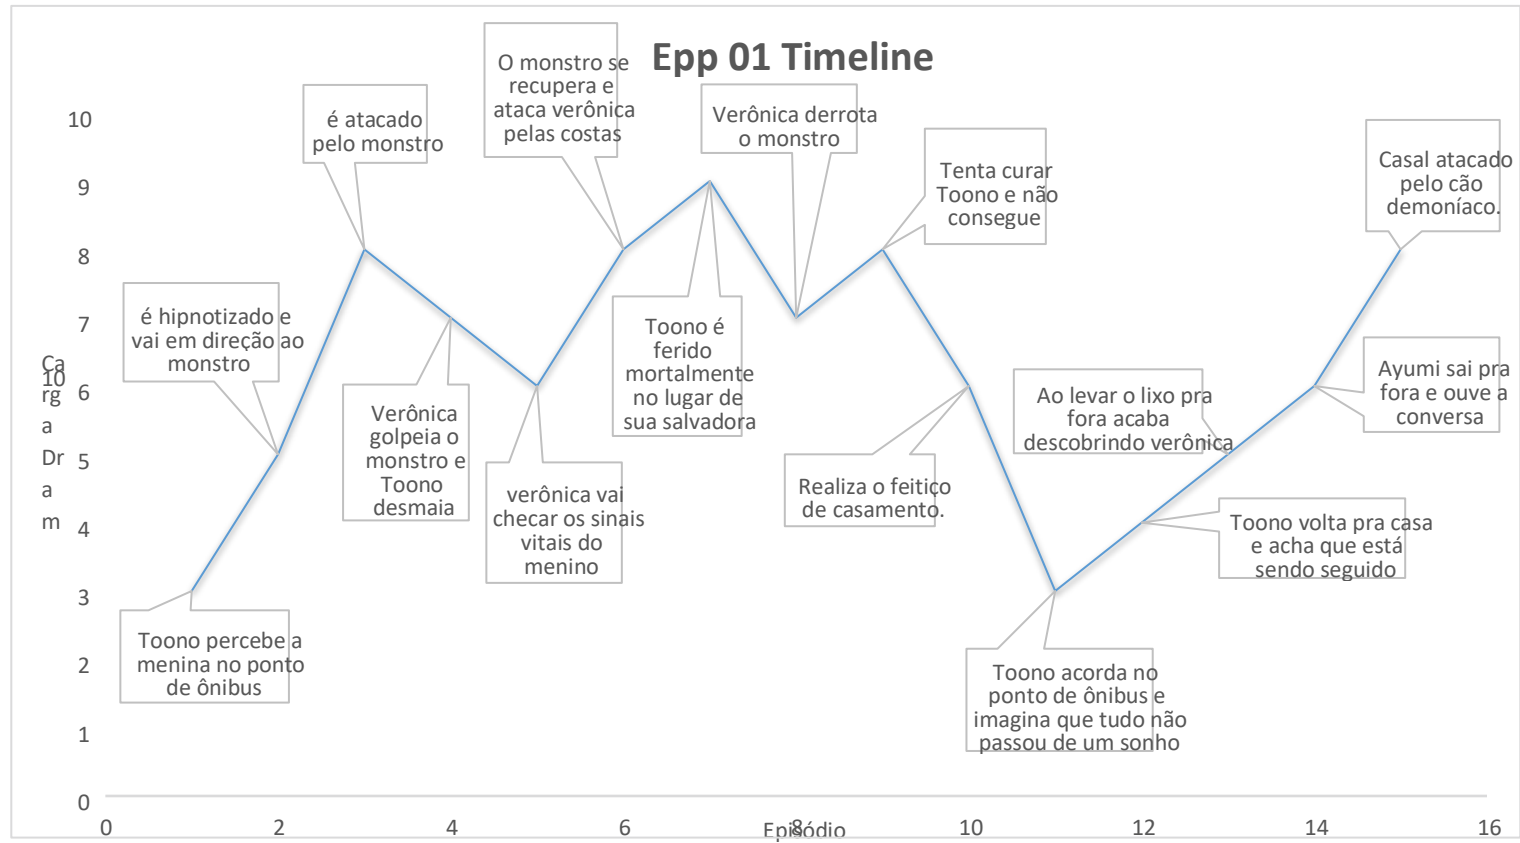 Epp 01 Timeline
O monstro se
recupera e
ataca verônica
pelas costas
é atacado
pelo monstro
Verônica derrota
o monstro
Tenta curar
Toono e não
consegue
Casal atacado
pelo cão
demoníaco.
é hipnotizado e
vai em direção ao
monstro
Toono é
ferido
mortalmente
no lugar de
sua salvadora
Verônica
golpeia o
monstro e
Toono
desmaia
verônica vai
checar os sinais
vitais do
menino
Realiza o feitiço
de casamento.
Ao levar o lixo pra
fora acaba
descobrindo verônica
Ayumi sai pra
fora e ouve a
conversa
Toono volta pra casa
e acha que está
sendo seguido
Toono percebe a
menina no ponto
de ônibus
Toono acorda no
ponto de ônibus e
imagina que tudo não
passou de um sonho
10
9
8
7
6
5
4
3
2
1
0
Ca
10
rg
a
Dr
a
m
0 2 4 6 8 10 12 14 16
Episódio